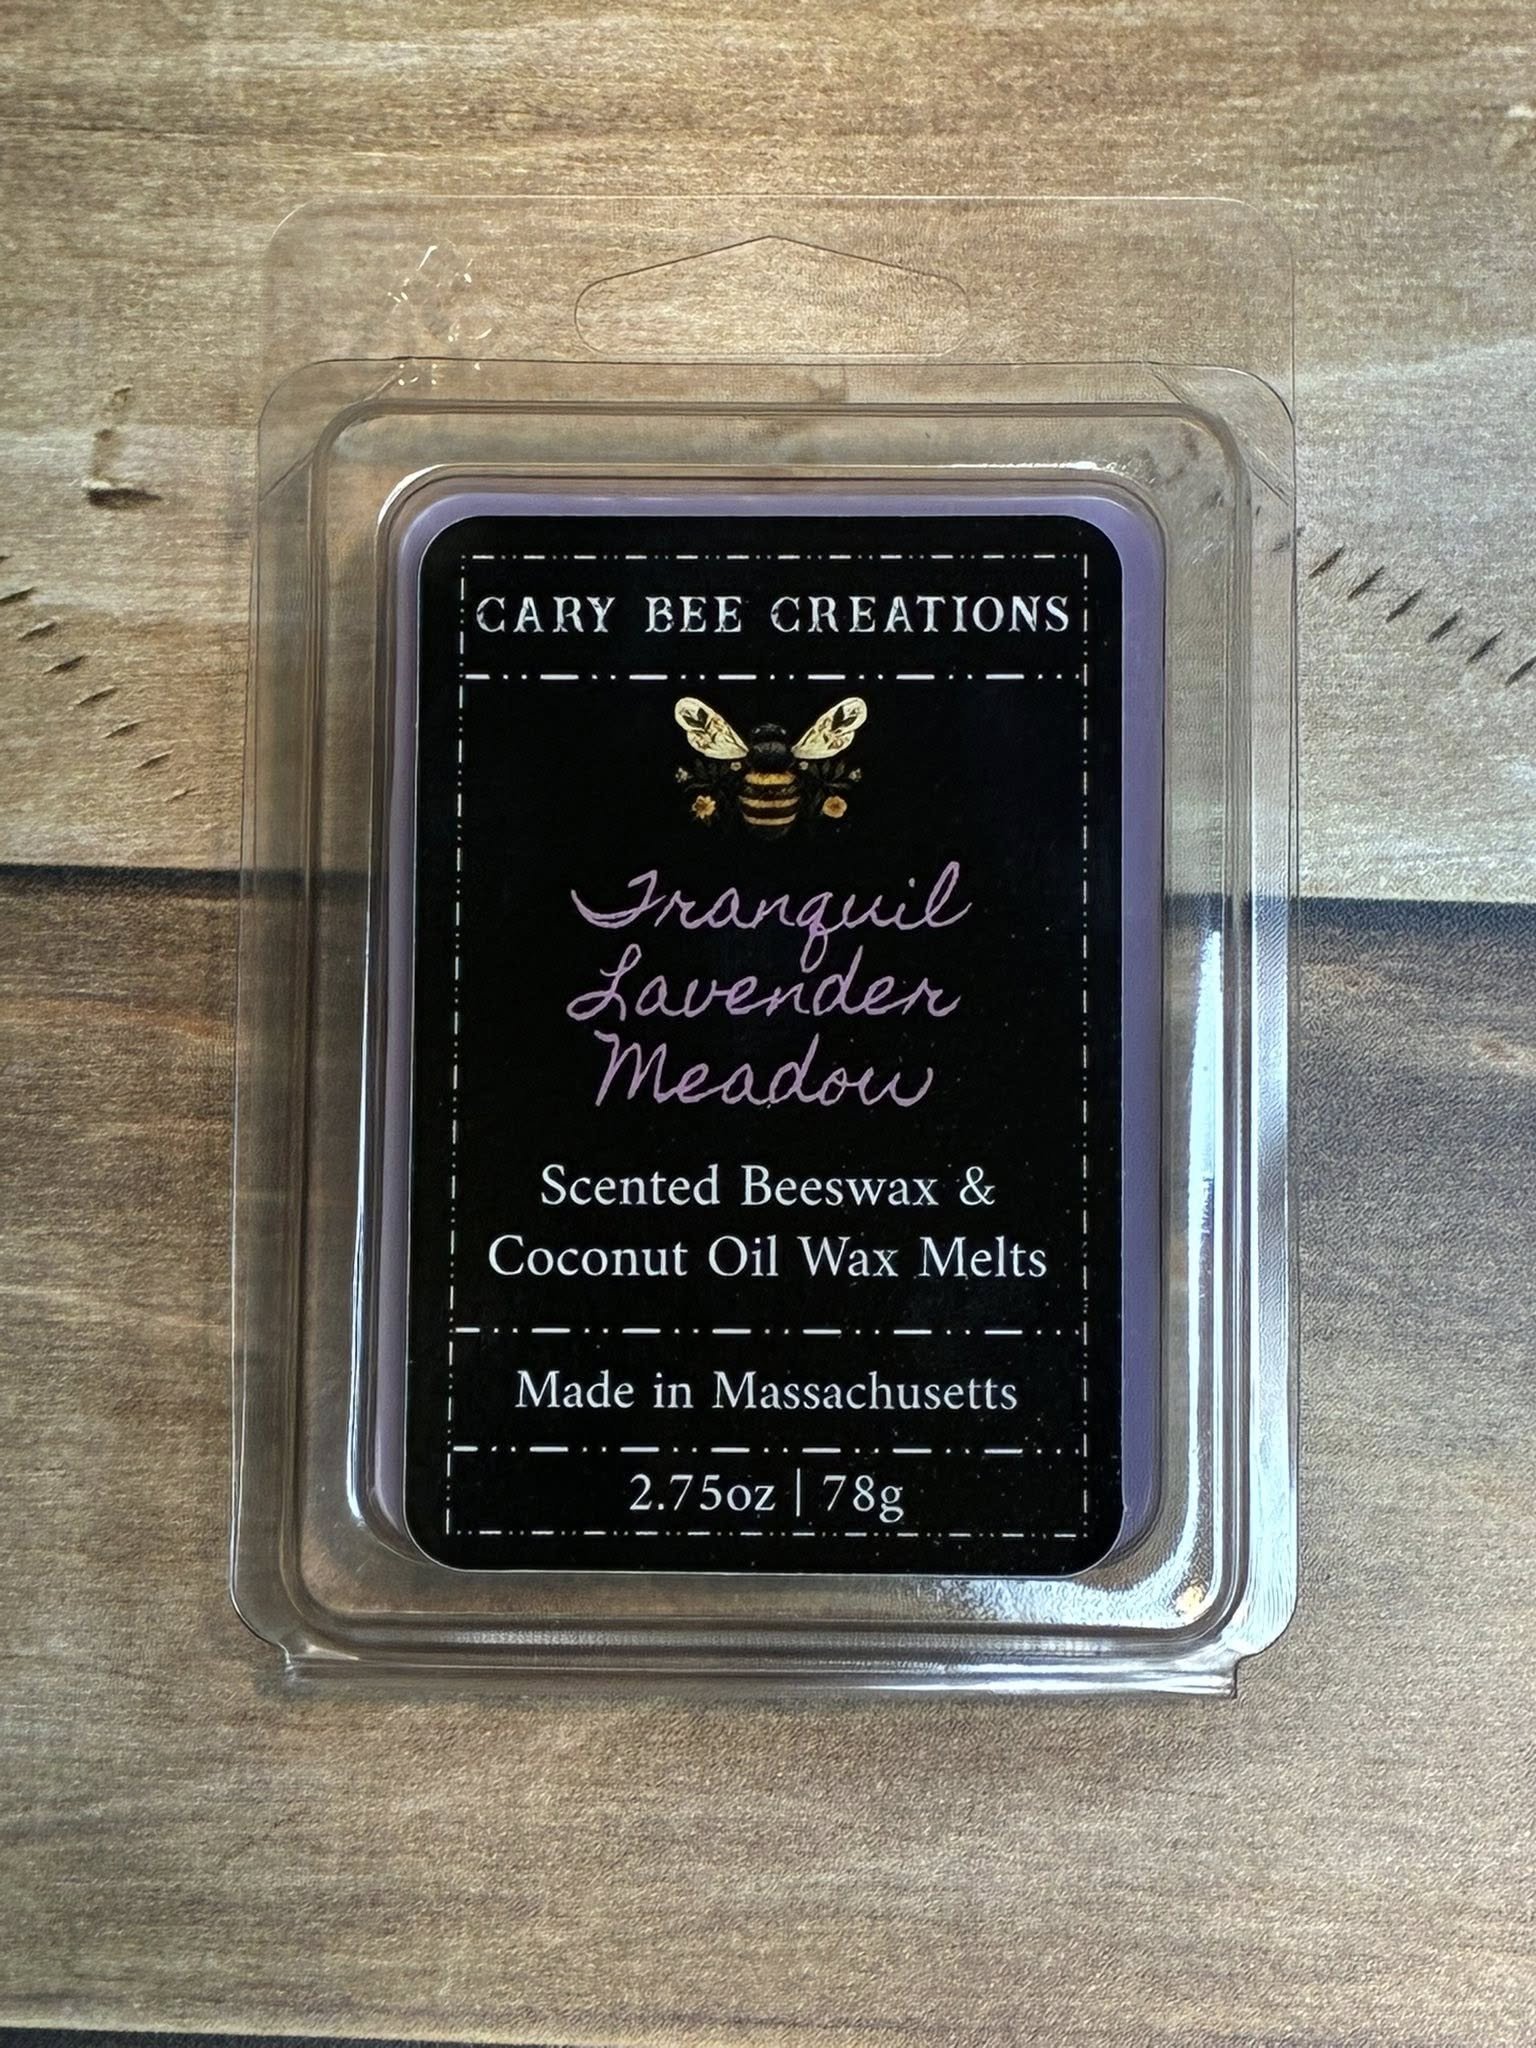 CARY BEE CREATIONS
Tranquil
Lavender
Meadow
Scented Beeswax &
Coconut Oil Wax Melts
Made in Massachusetts
2.75oz | 78g